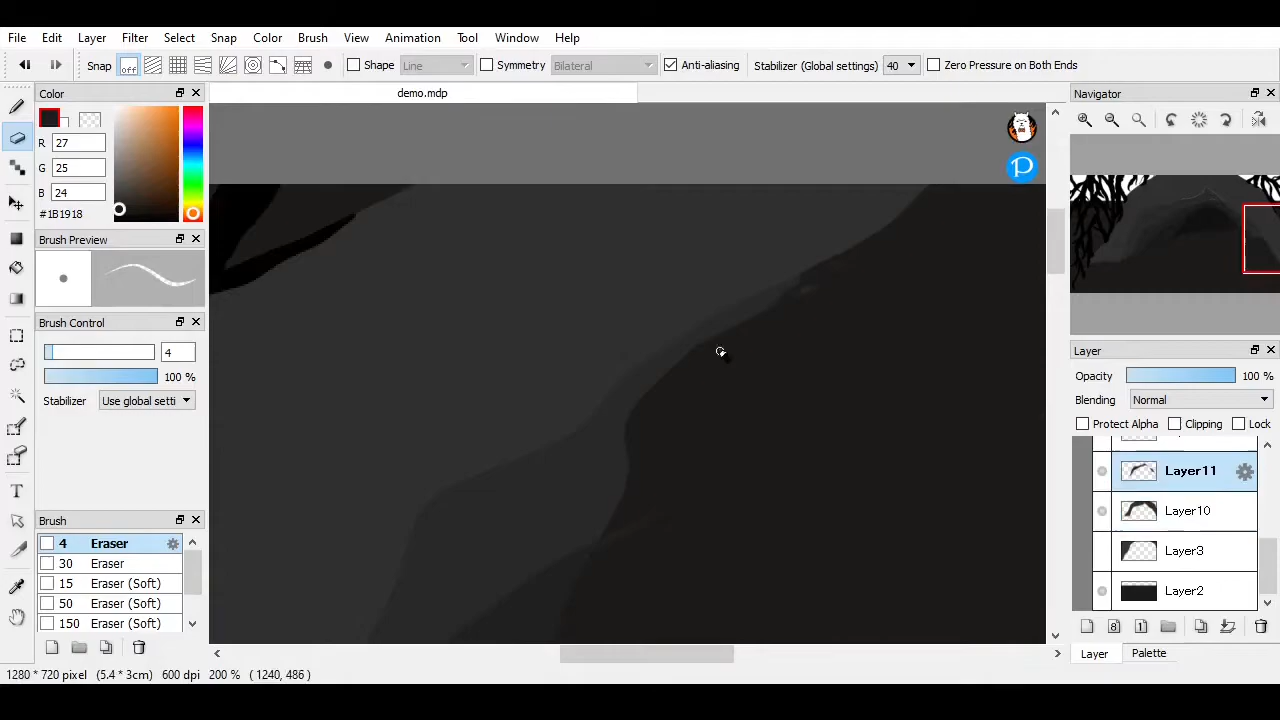 File Edit Layer Filter Select Snap Color Brush View Animation Tool Window Help
Snap off Shape Line Symmetry Bilateral Anti-aliasing Stabilizer (Global settings) 40 Zero Pressure on Both Ends
Color demo.mdp Navigator
R 27
G 25
B 24
#1B1918
Brush Preview
Brush Control
4
100 %
Stabilizer Use global setti
Layer
Opacity 100 %
Blending Normal
Protect Alpha Clipping Lock
Layer11
Layer10
Layer3
Layer2
Brush
4 Eraser
30 Eraser
15 Eraser (Soft)
50 Eraser (Soft)
150 Eraser (Soft)
8 1
Layer Palette
1280 * 720 pixel (5.4 * 3cm) 600 dpi 200 % ( 1240, 486 )